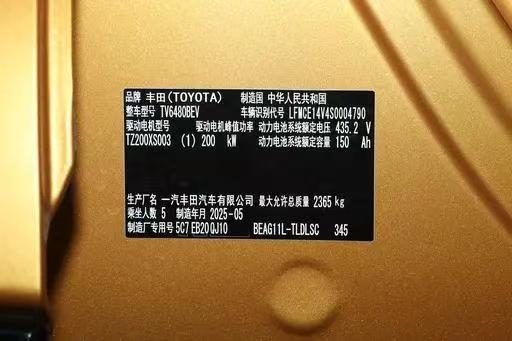 品牌 丰田(TOYOTA) 制造国 中华人民共和国
整车型号 TV6480BEV 车辆识别代号 LFMCE14V4S0004790
驱动电机型号 驱动电机峰值功率 动力电池系统额定电压 435.2 V
TZ200XS003 (1) 200 kW 动力电池系统额定容量 150 Ah
生产厂名 一汽丰田汽车有限公司 最大允许总质量 2365 kg
乘坐人数 5 制造年月 2025-05
制造厂专用号 5C7 EB20 QJ10 BEAG11L-TLDLSC 345